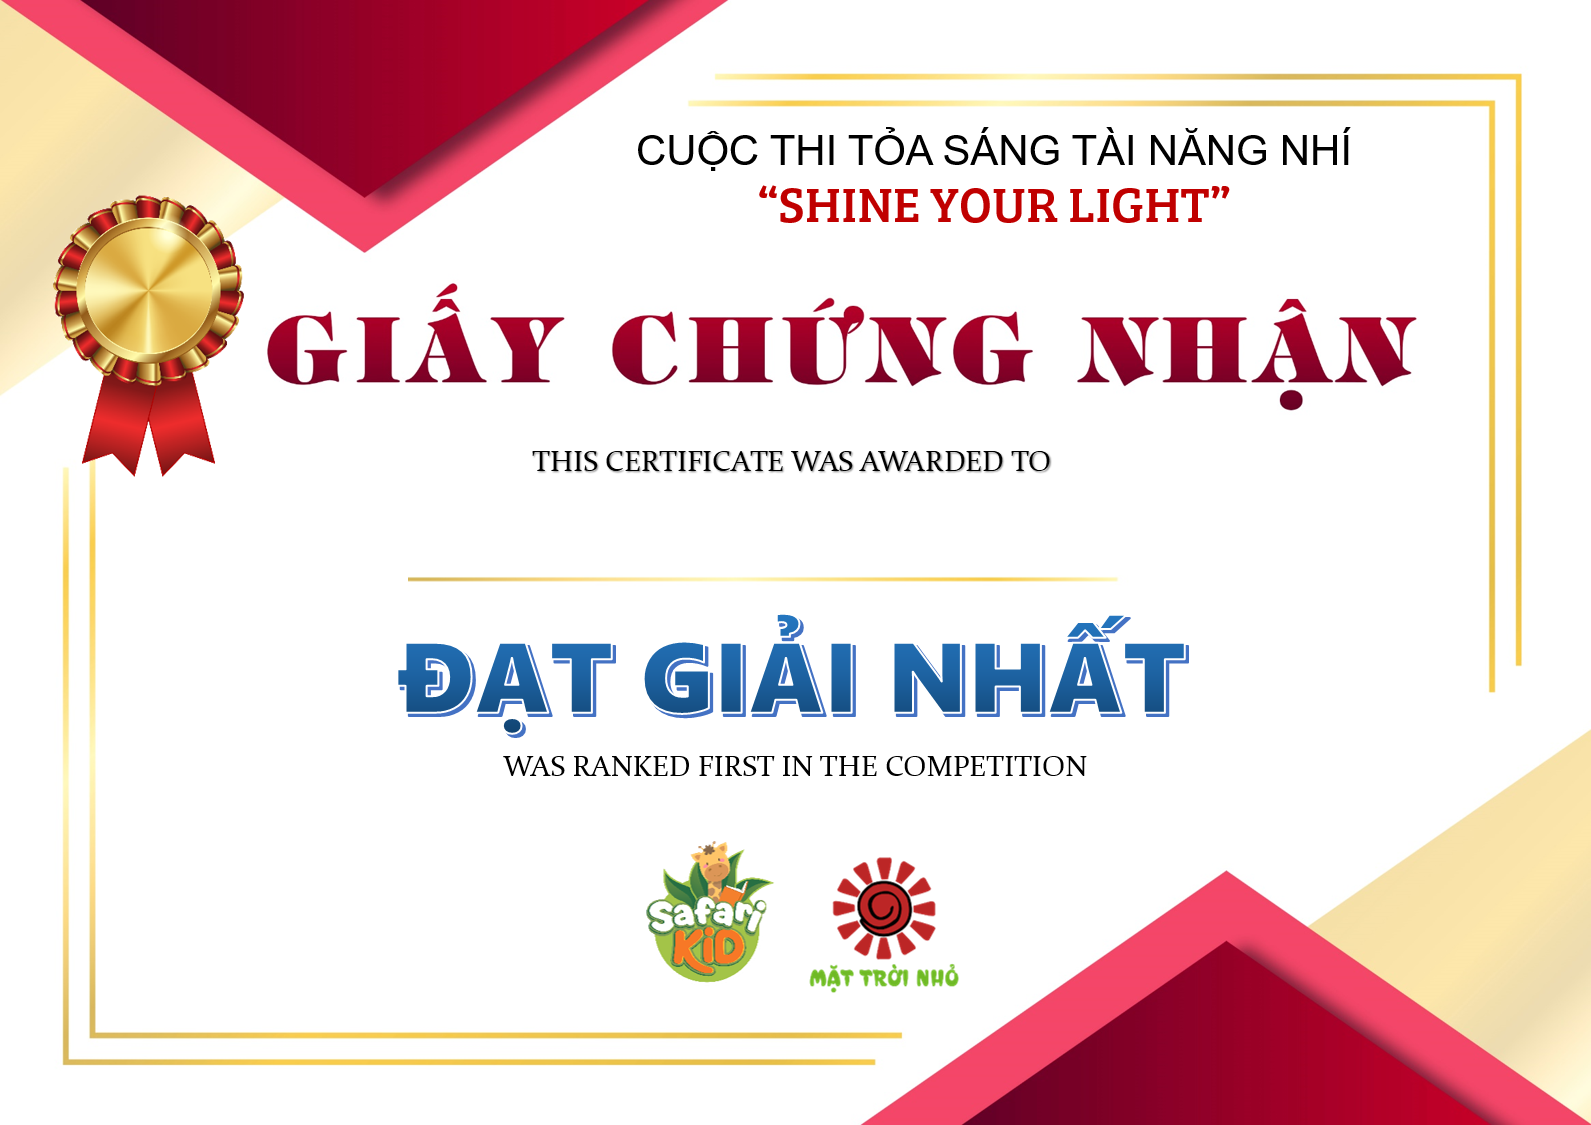 CUỘC THI TỎA SÁNG TÀI NĂNG NHÍ
“SHINE YOUR LIGHT”
GIẤY CHỨNG NHẬN
THIS CERTIFICATE WAS AWARDED TO
ĐẠT GIẢI NHẤT
WAS RANKED FIRST IN THE COMPETITION
Safari
KiD
MẶT TRỜI NHỎ